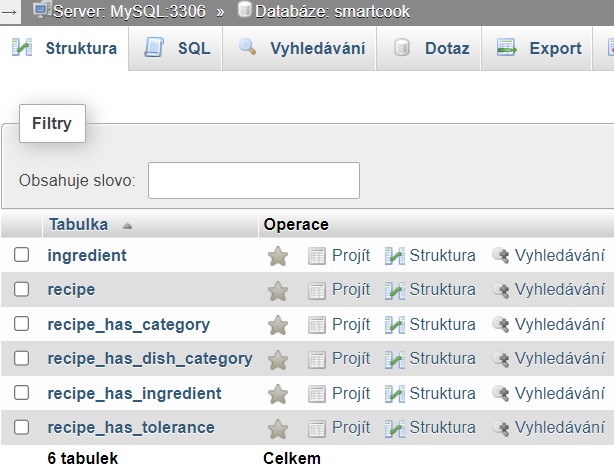 → Server: MySQL:3306 » Databáze: smartcook
Struktura SQL Vyhledávání Dotaz Export
Filtry
Obsahuje slovo:
Tabulka Operace
ingredient Projít Struktura Vyhledávání
recipe Projít Struktura Vyhledávání
recipe_has_category Projít Struktura Vyhledávání
recipe_has_dish_category Projít Struktura Vyhledávání
recipe_has_ingredient Projít Struktura Vyhledávání
recipe_has_tolerance Projít Struktura Vyhledávání
6 tabulek Celkem